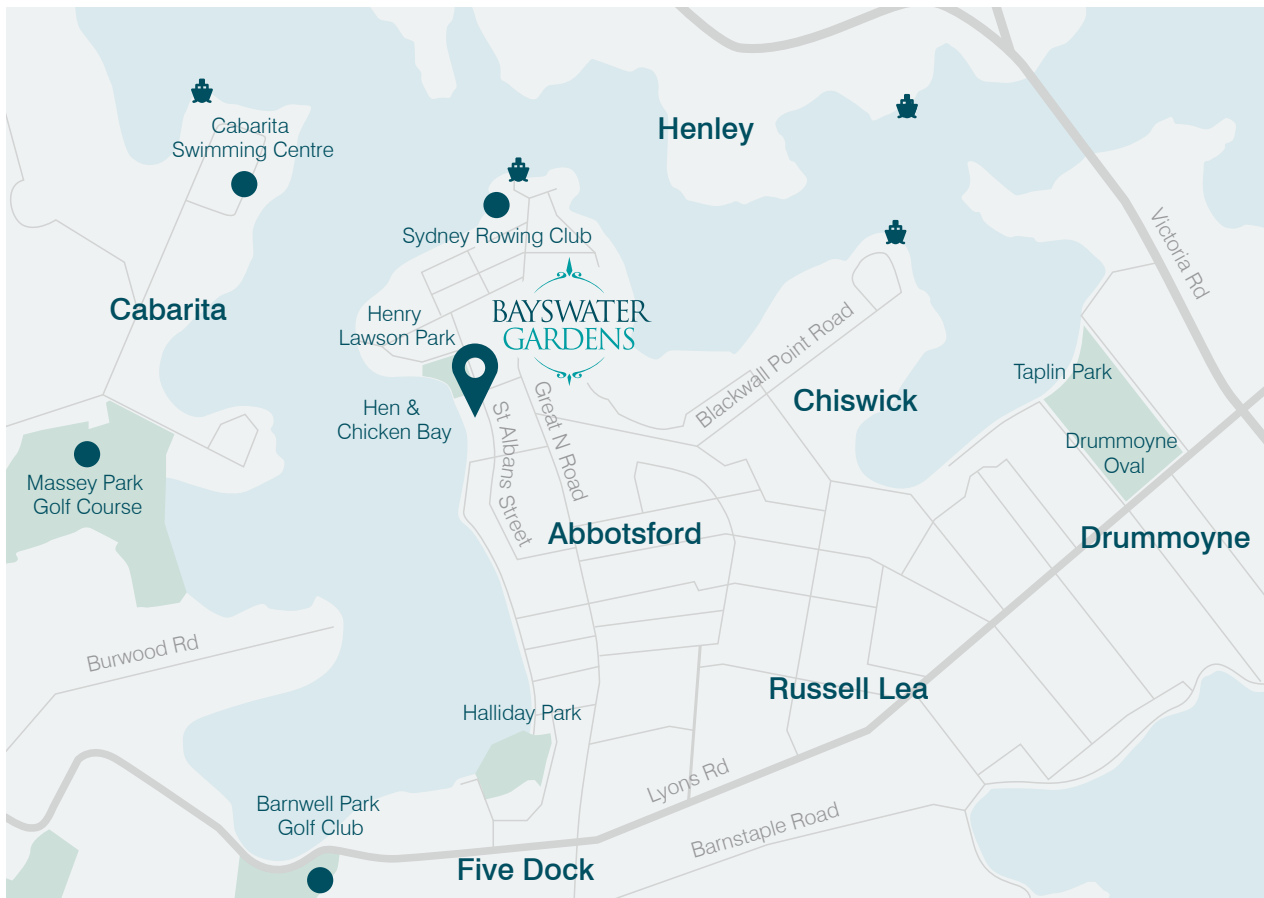 Cabarita
Swimming Centre
Henley
Sydney Rowing Club
Victoria Rd
Cabarita
Henry
Lawson Park
BAYSWATER
GARDENS
Blackwall Point Road
Taplin Park
Hen &
Chicken Bay
St Albans Street
Great N Road
Chiswick
Drummoyne
Oval
Massey Park
Golf Course
Abbotsford
Drummoyne
Burwood Rd
Russell Lea
Halliday Park
Lyons Rd
Barnwell Park
Golf Club
Barnstaple Road
Five Dock